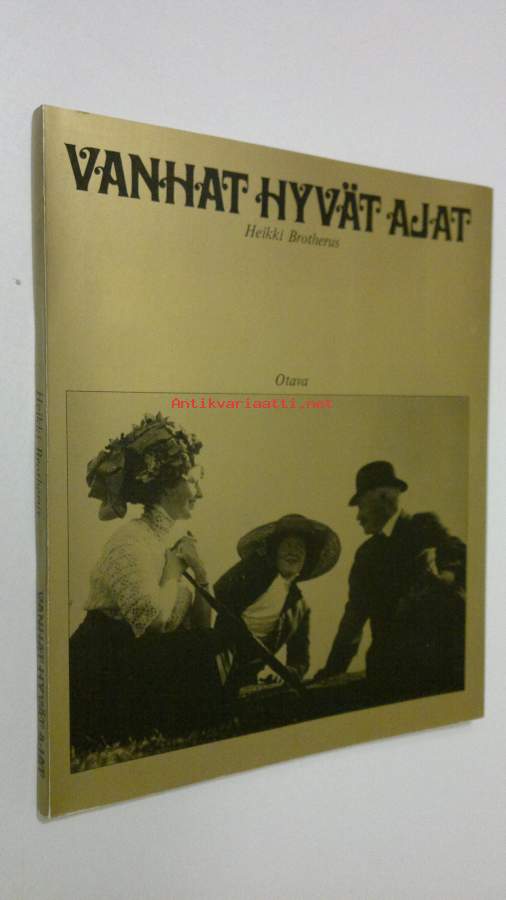 VANHAT HYVÄT AJAT
Heikki Brotherus
Otava
Antikvariaatti.net
Heikki Brotherus
VANHAT HYVÄT AJAT